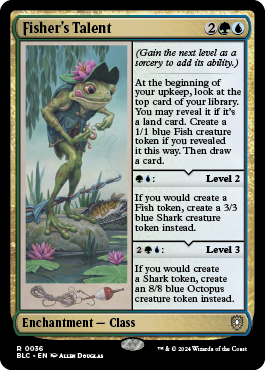 Fisher's Talent 2
(Gain the next level as a
sorcery to add its ability.)
At the beginning of
your upkeep, look at
the top card of your library.
You may reveal it if it's
a land card. Create a
1/1 blue Fish creature
token if you revealed
it this way. Then draw
a card.
: Level 2
If you would create a
Fish token, create a 3/3
blue Shark creature
token instead.
2 : Level 3
If you would create
a Shark token, create
an 8/8 blue Octopus
creature token instead.
Enchantment — Class
R 0036
BLC • EN Allen Douglas
™ & © 2024 Wizards of the Coast